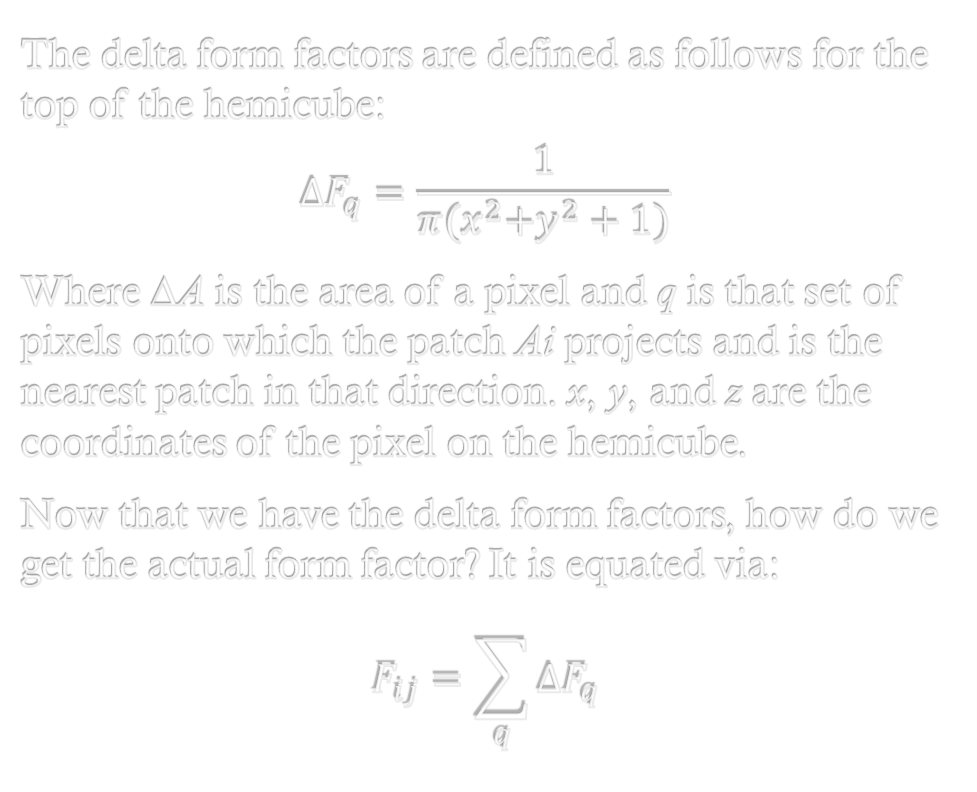 The delta form factors are defined as follows for the
top of the hemicube:
ΔF_q = 1 / (π(x²+y² + 1))
Where ΔA is the area of a pixel and q is that set of
pixels onto which the patch Ai projects and is the
nearest patch in that direction. x, y, and z are the
coordinates of the pixel on the hemicube.
Now that we have the delta form factors, how do we
get the actual form factor? It is equated via:
F_ij = ∑_q ΔF_q